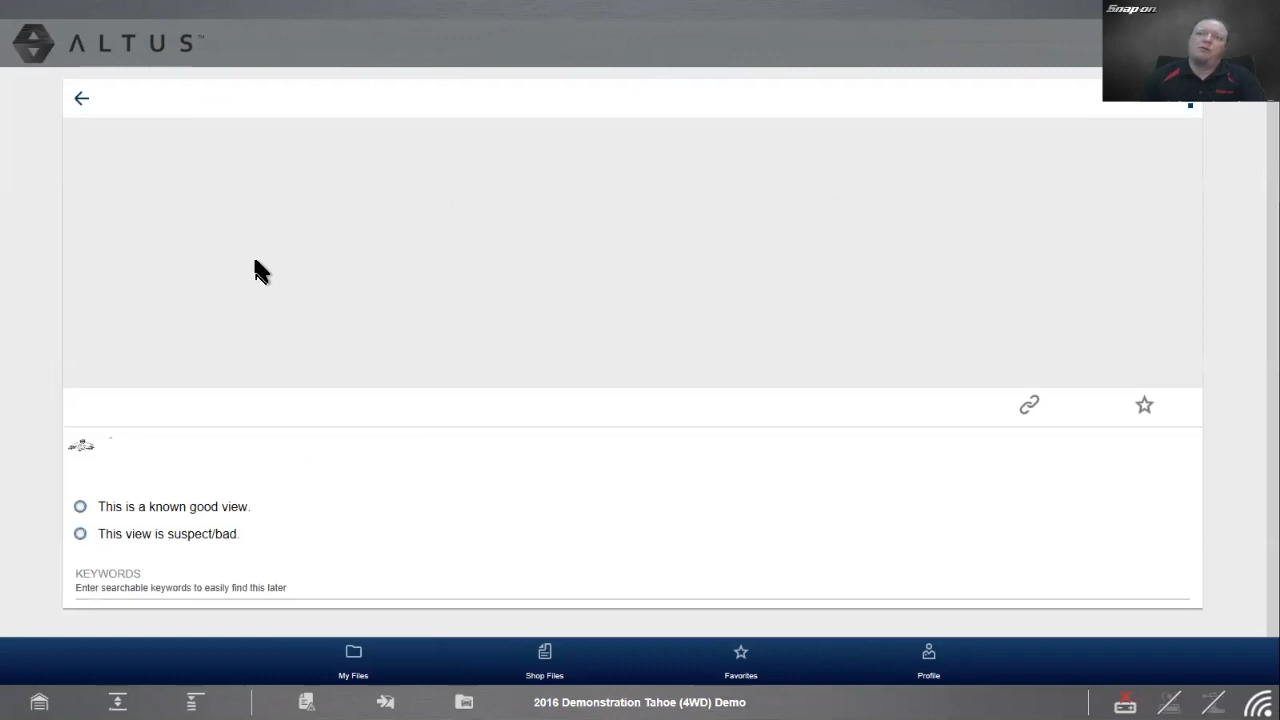 ALTUS™
Snap-on
This is a known good view.
This view is suspect/bad.
KEYWORDS
Enter searchable keywords to easily find this later
My Files
Shop Files
Favorites
Profile
2016 Demonstration Tahoe (4WD) Demo